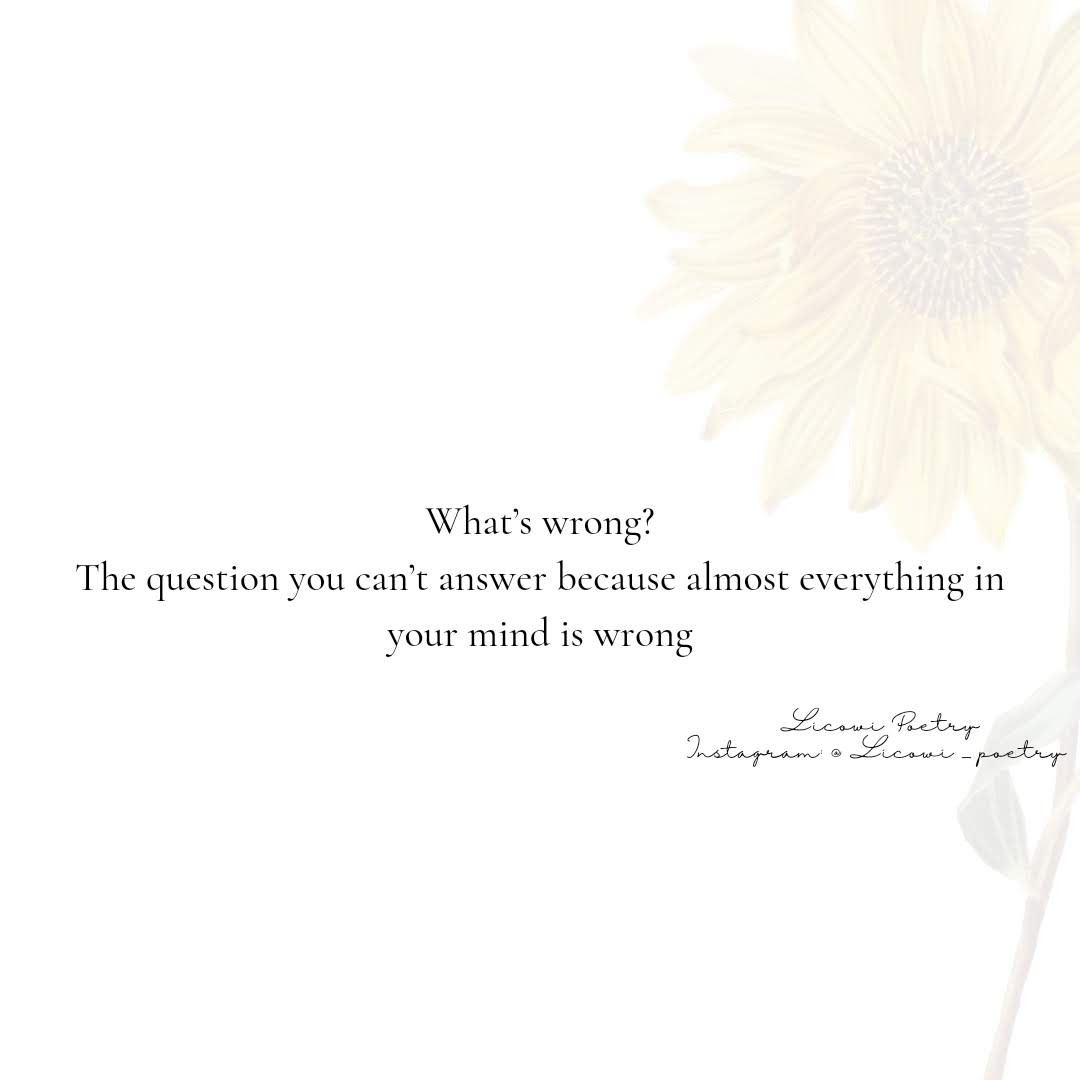 What’s wrong?
The question you can’t answer because almost everything in
your mind is wrong
Licowi Poetry
Instagram: @ Licowi_poetry